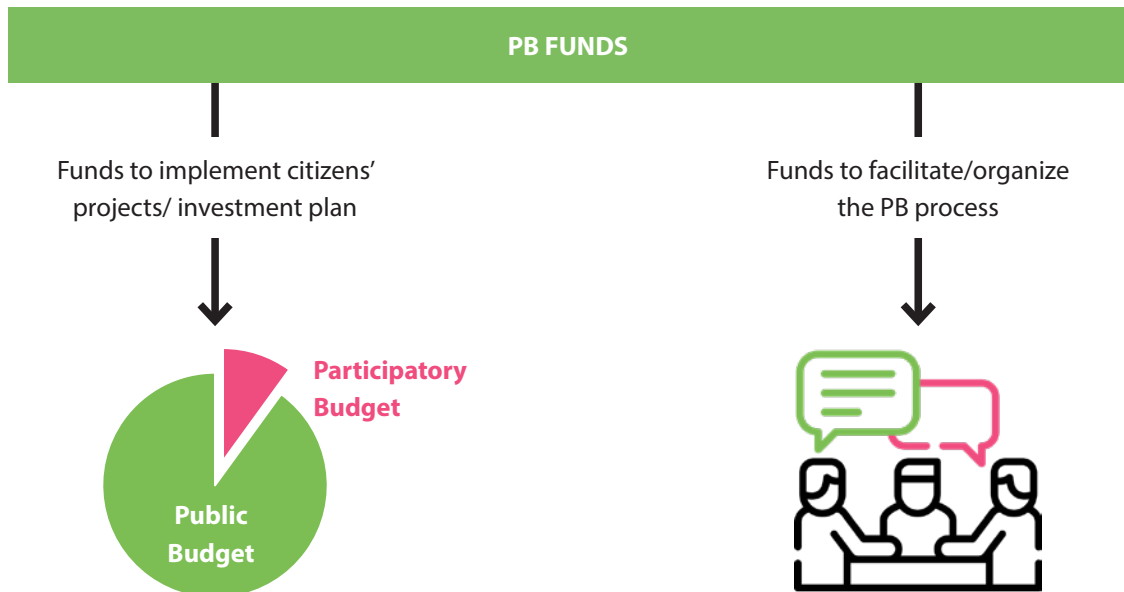 PB FUNDS
Funds to implement citizens’
projects/ investment plan
Funds to facilitate/organize
the PB process
Participatory
Budget
Public
Budget